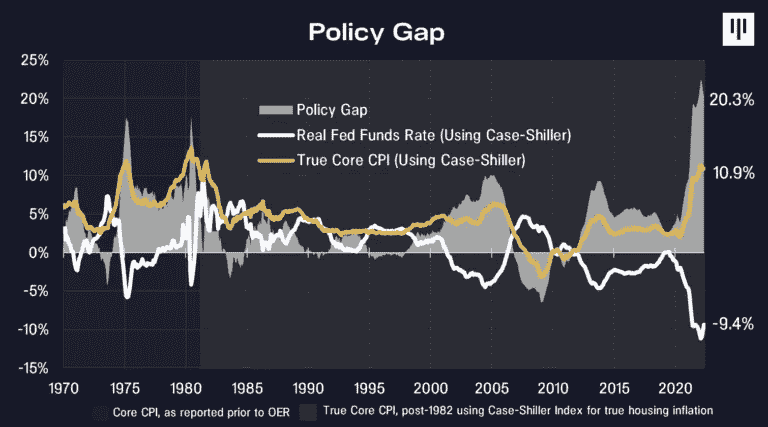 Policy Gap
25%
20%
15%
10%
5%
0%
-5%
-10%
-15%
Policy Gap
Real Fed Funds Rate (Using Case-Shiller)
True Core CPI (Using Case-Shiller)
20.3%
10.9%
-9.4%
1970 1975 1980 1985 1990 1995 2000 2005 2010 2015 2020
Core CPI, as reported prior to OER True Core CPI, post-1982 using Case-Shiller Index for true housing inflation